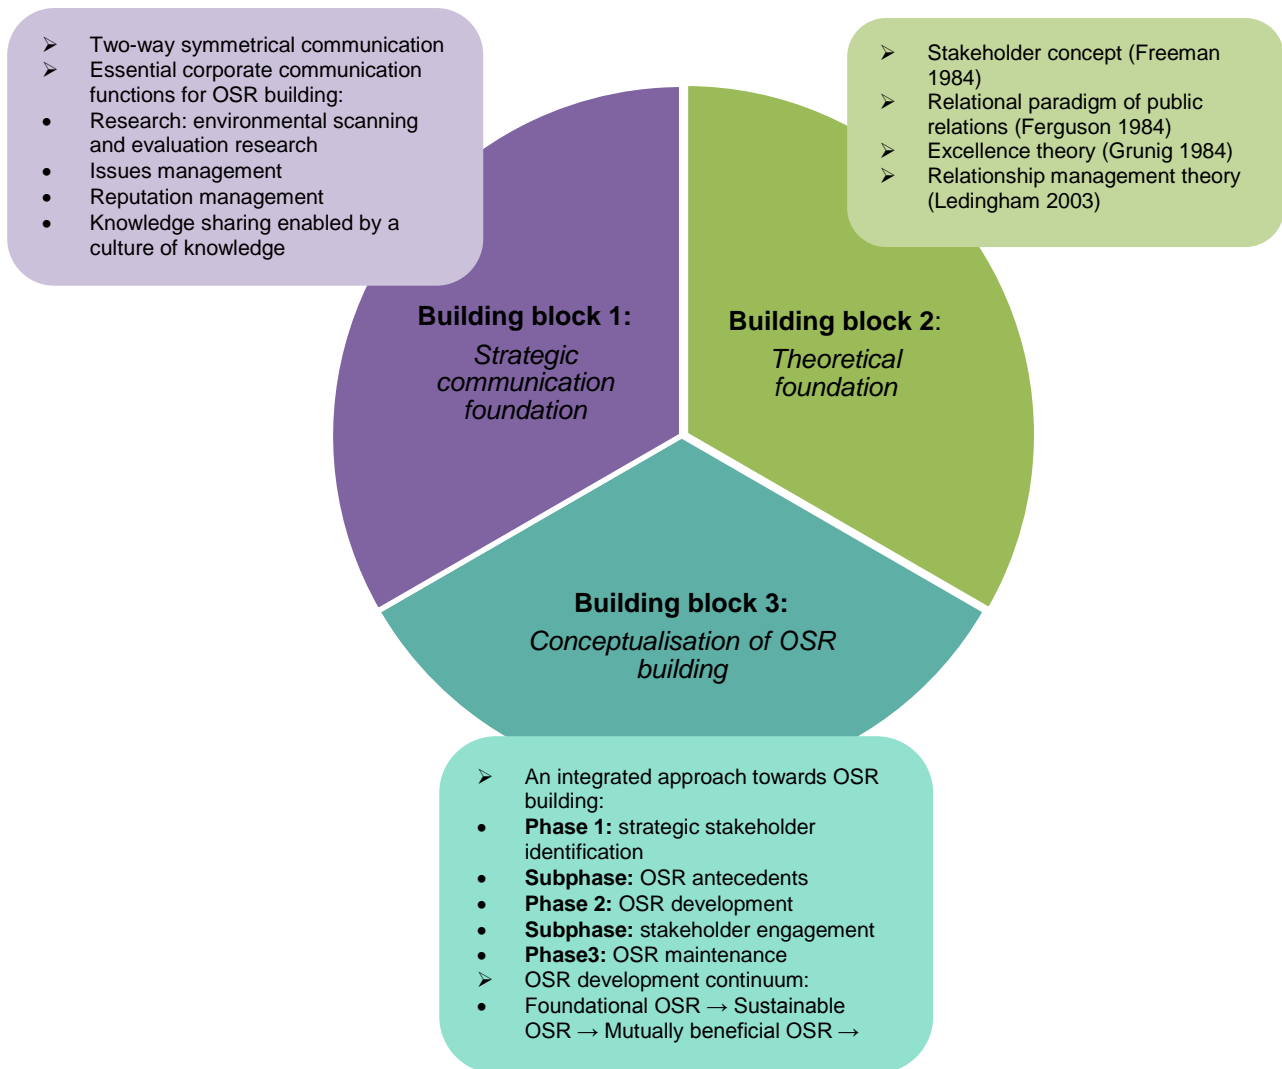 ➢ Two-way symmetrical communication
➢ Essential corporate communication
functions for OSR building:
• Research: environmental scanning
and evaluation research
• Issues management
• Reputation management
• Knowledge sharing enabled by a
culture of knowledge
➢ Stakeholder concept (Freeman
1984)
➢ Relational paradigm of public
relations (Ferguson 1984)
➢ Excellence theory (Grunig 1984)
➢ Relationship management theory
(Ledingham 2003)
Building block 1:
Strategic
communication
foundation
Building block 2:
Theoretical
foundation
Building block 3:
Conceptualisation of OSR
building
➢ An integrated approach towards OSR
building:
• Phase 1: strategic stakeholder
identification
• Subphase: OSR antecedents
• Phase 2: OSR development
• Subphase: stakeholder engagement
• Phase3: OSR maintenance
➢ OSR development continuum:
• Foundational OSR → Sustainable
OSR → Mutually beneficial OSR →